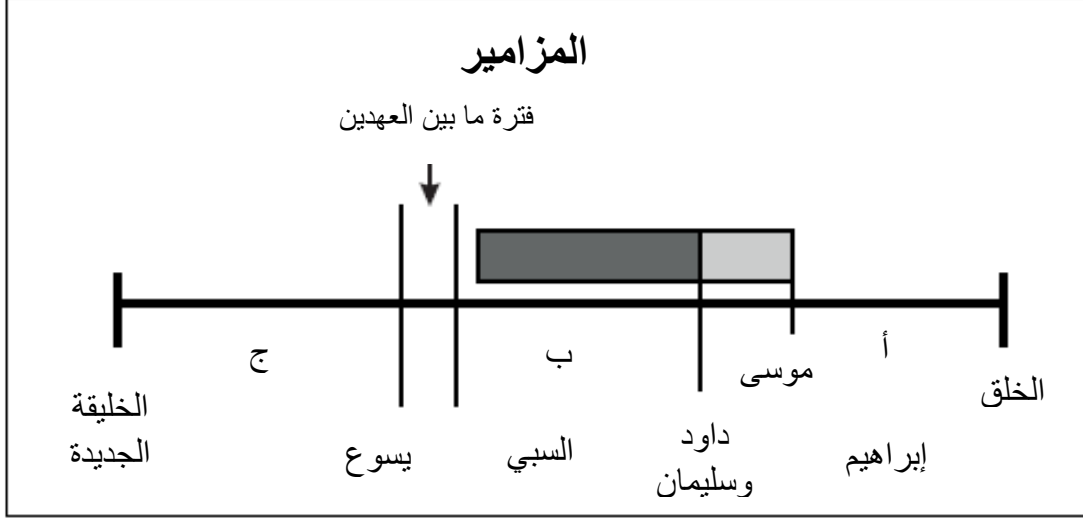 المزامير
فترة ما بين العهدين
أ
ب
ج
موسى
الخلق
الخليقة
الجديدة
إبراهيم
داود
وسليمان
السبي
يسوع